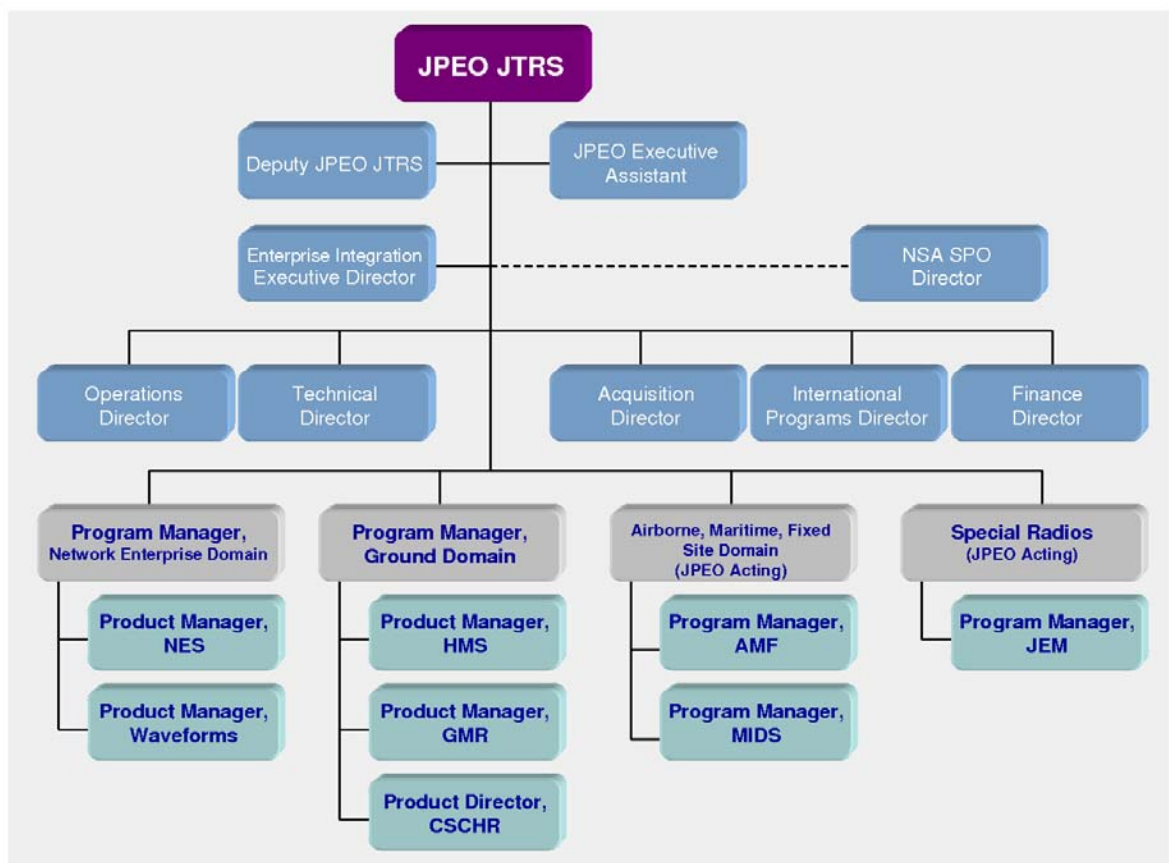 JPEO JTRS
Deputy JPEO JTRS
JPEO Executive
Assistant
Enterprise Integration
Executive Director
NSA SPO
Director
Operations
Director
Technical
Director
Acquisition
Director
International
Programs Director
Finance
Director
Program Manager,
Network Enterprise Domain
Product Manager,
NES
Product Manager,
Waveforms
Program Manager,
Ground Domain
Product Manager,
HMS
Product Manager,
GMR
Product Director,
CSCHR
Airborne, Maritime, Fixed
Site Domain
(JPEO Acting)
Program Manager,
AMF
Program Manager,
MIDS
Special Radios
(JPEO Acting)
Program Manager,
JEM